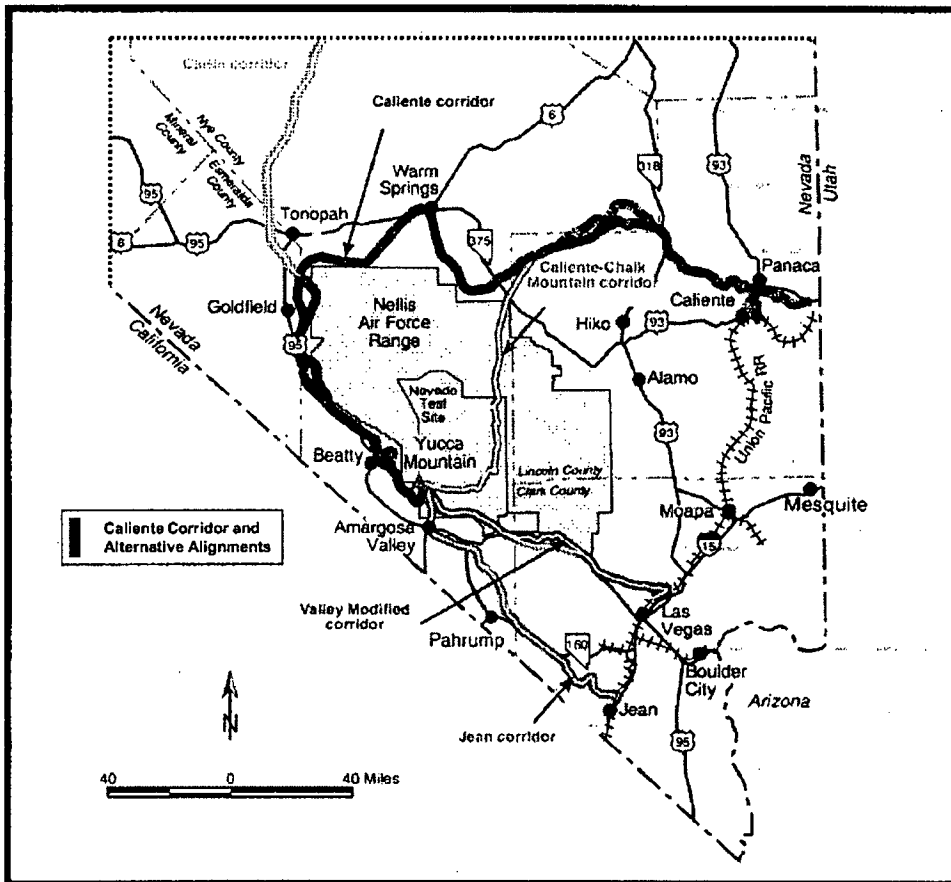 Carlin corridor
Caliente corridor
6
Nye County
Mineral County
Esmeralda County
Warm Springs
318
93
Nevada
Utah
95
Tonopah
6
95
375
Panaca
Caliente-Chalk Mountain corridor
Caliente
Goldfield
Nellis Air Force Range
Hiko
93
95
Nevada
California
Alamo
Nevada Test Site
Union Pacific RR
93
Beatty
Yucca Mountain
Lincoln County
Clark County
Moapa
Mesquite
Caliente Corridor and Alternative Alignments
Amargosa Valley
15
Valley Modified corridor
Las Vegas
Pahrump
160
Boulder City
Arizona
N
Jean
Jean corridor
95
40 0 40 Miles